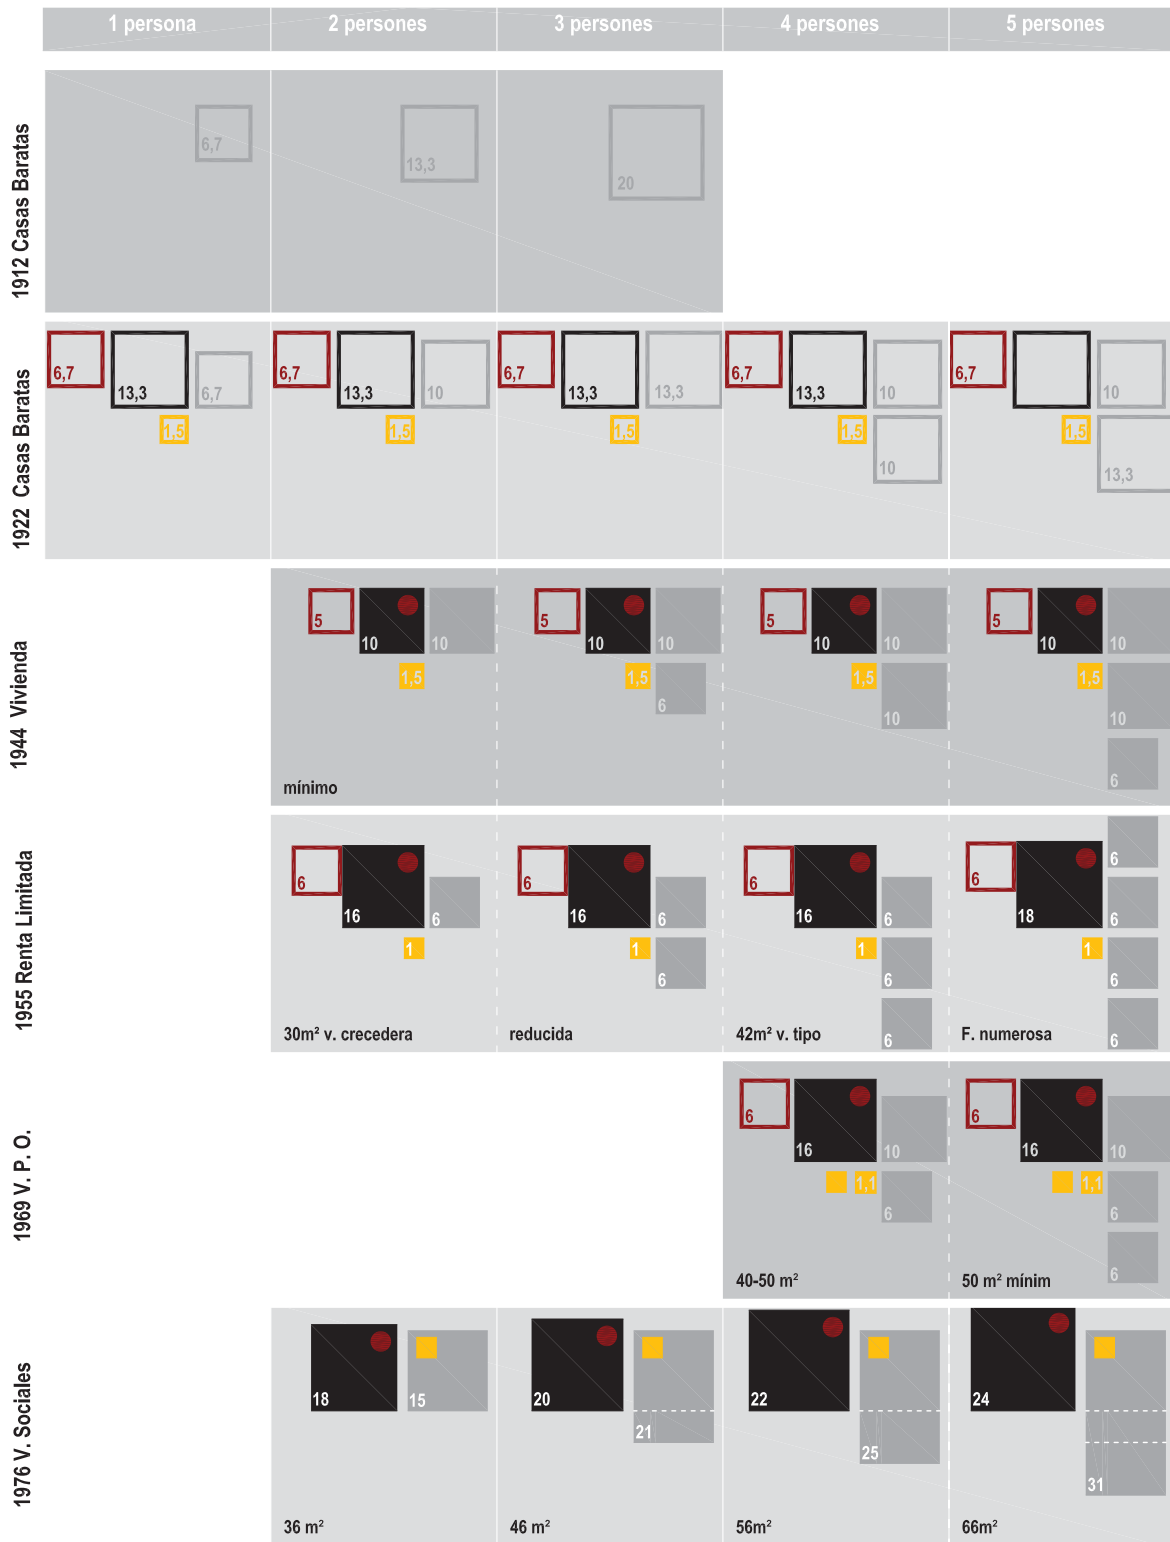 1 persona 2 persones 3 persones 4 persones 5 persones
1912 Casas Baratas
6,7 13,3 20
1922 Casas Baratas
6,7 13,3 6,7 1,5
6,7 13,3 10 1,5
6,7 13,3 13,3 1,5
6,7 13,3 10 1,5 10
6,7 10 1,5 13,3
1944 Vivienda
5 10 10 1,5
mínimo
5 10 10 1,5 6
5 10 10 1,5 10
5 10 10 1,5 10 6
1955 Renta Limitada
6 16 6 1
30m² v. crecedera
6 16 6 1 6
reducida
6 16 6 1 6 6
42m² v. tipo
6 6 18 6 1 6 6
F. numerosa
1969 V. P. O.
6 16 10 1,1 6
40-50 m²
6 16 10 1,1 6 6
50 m² mínim
1976 V. Sociales
18 15
36 m²
20 21
46 m²
22 25
56m²
24 31
66m²